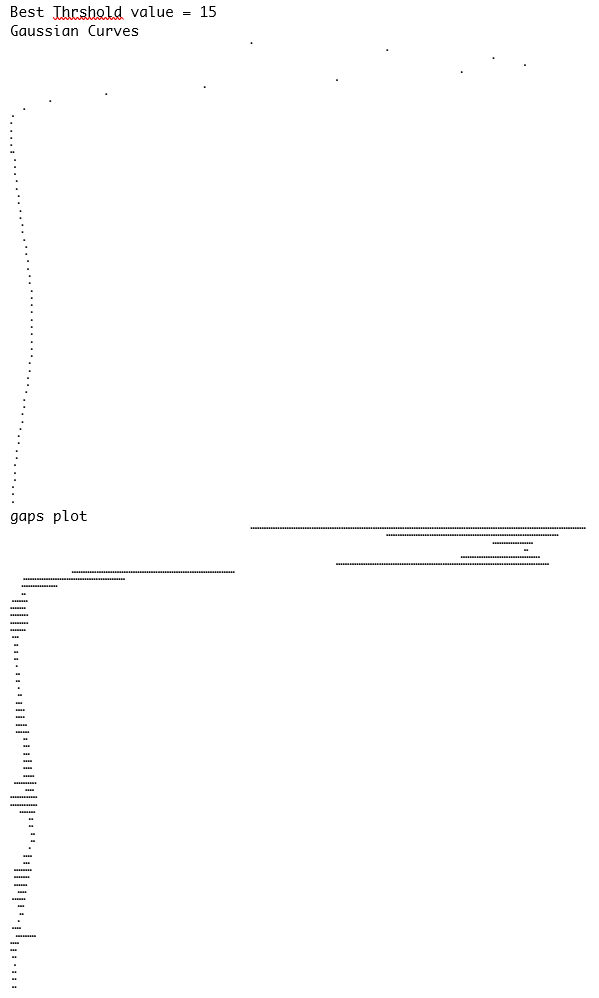 Best Thrshold value = 15
Gaussian Curves
gaps plot